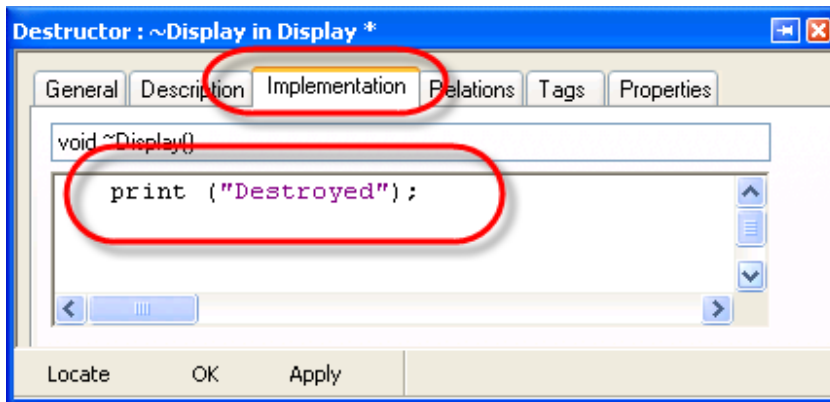 Destructor : ~Display in Display *
General Description Implementation Relations Tags Properties
void ~Display()
print ("Destroyed");
Locate OK Apply